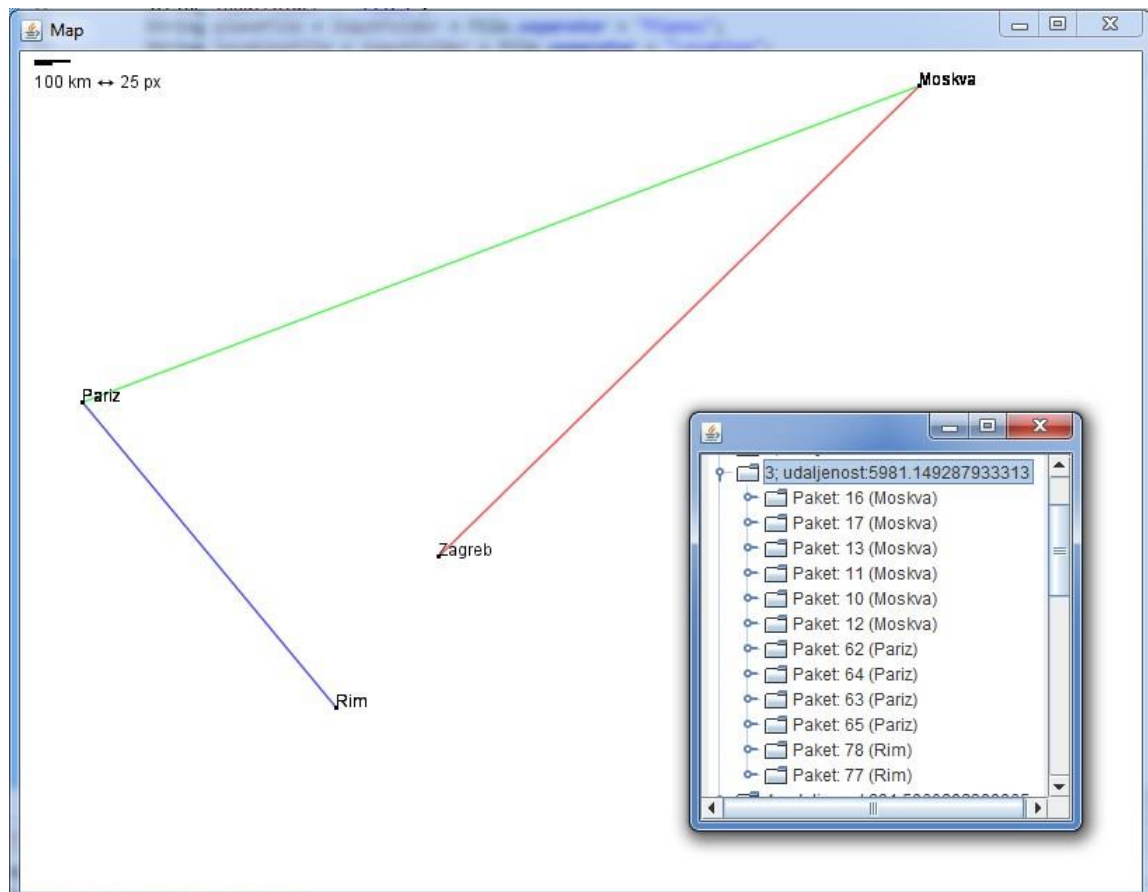 Map
100 km ↔ 25 px
Moskva
Pariz
Zagreb
Rim
3; udaljenost:5981.149287933313
Paket: 16 (Moskva)
Paket: 17 (Moskva)
Paket: 13 (Moskva)
Paket: 11 (Moskva)
Paket: 10 (Moskva)
Paket: 12 (Moskva)
Paket: 62 (Pariz)
Paket: 64 (Pariz)
Paket: 63 (Pariz)
Paket: 65 (Pariz)
Paket: 78 (Rim)
Paket: 77 (Rim)